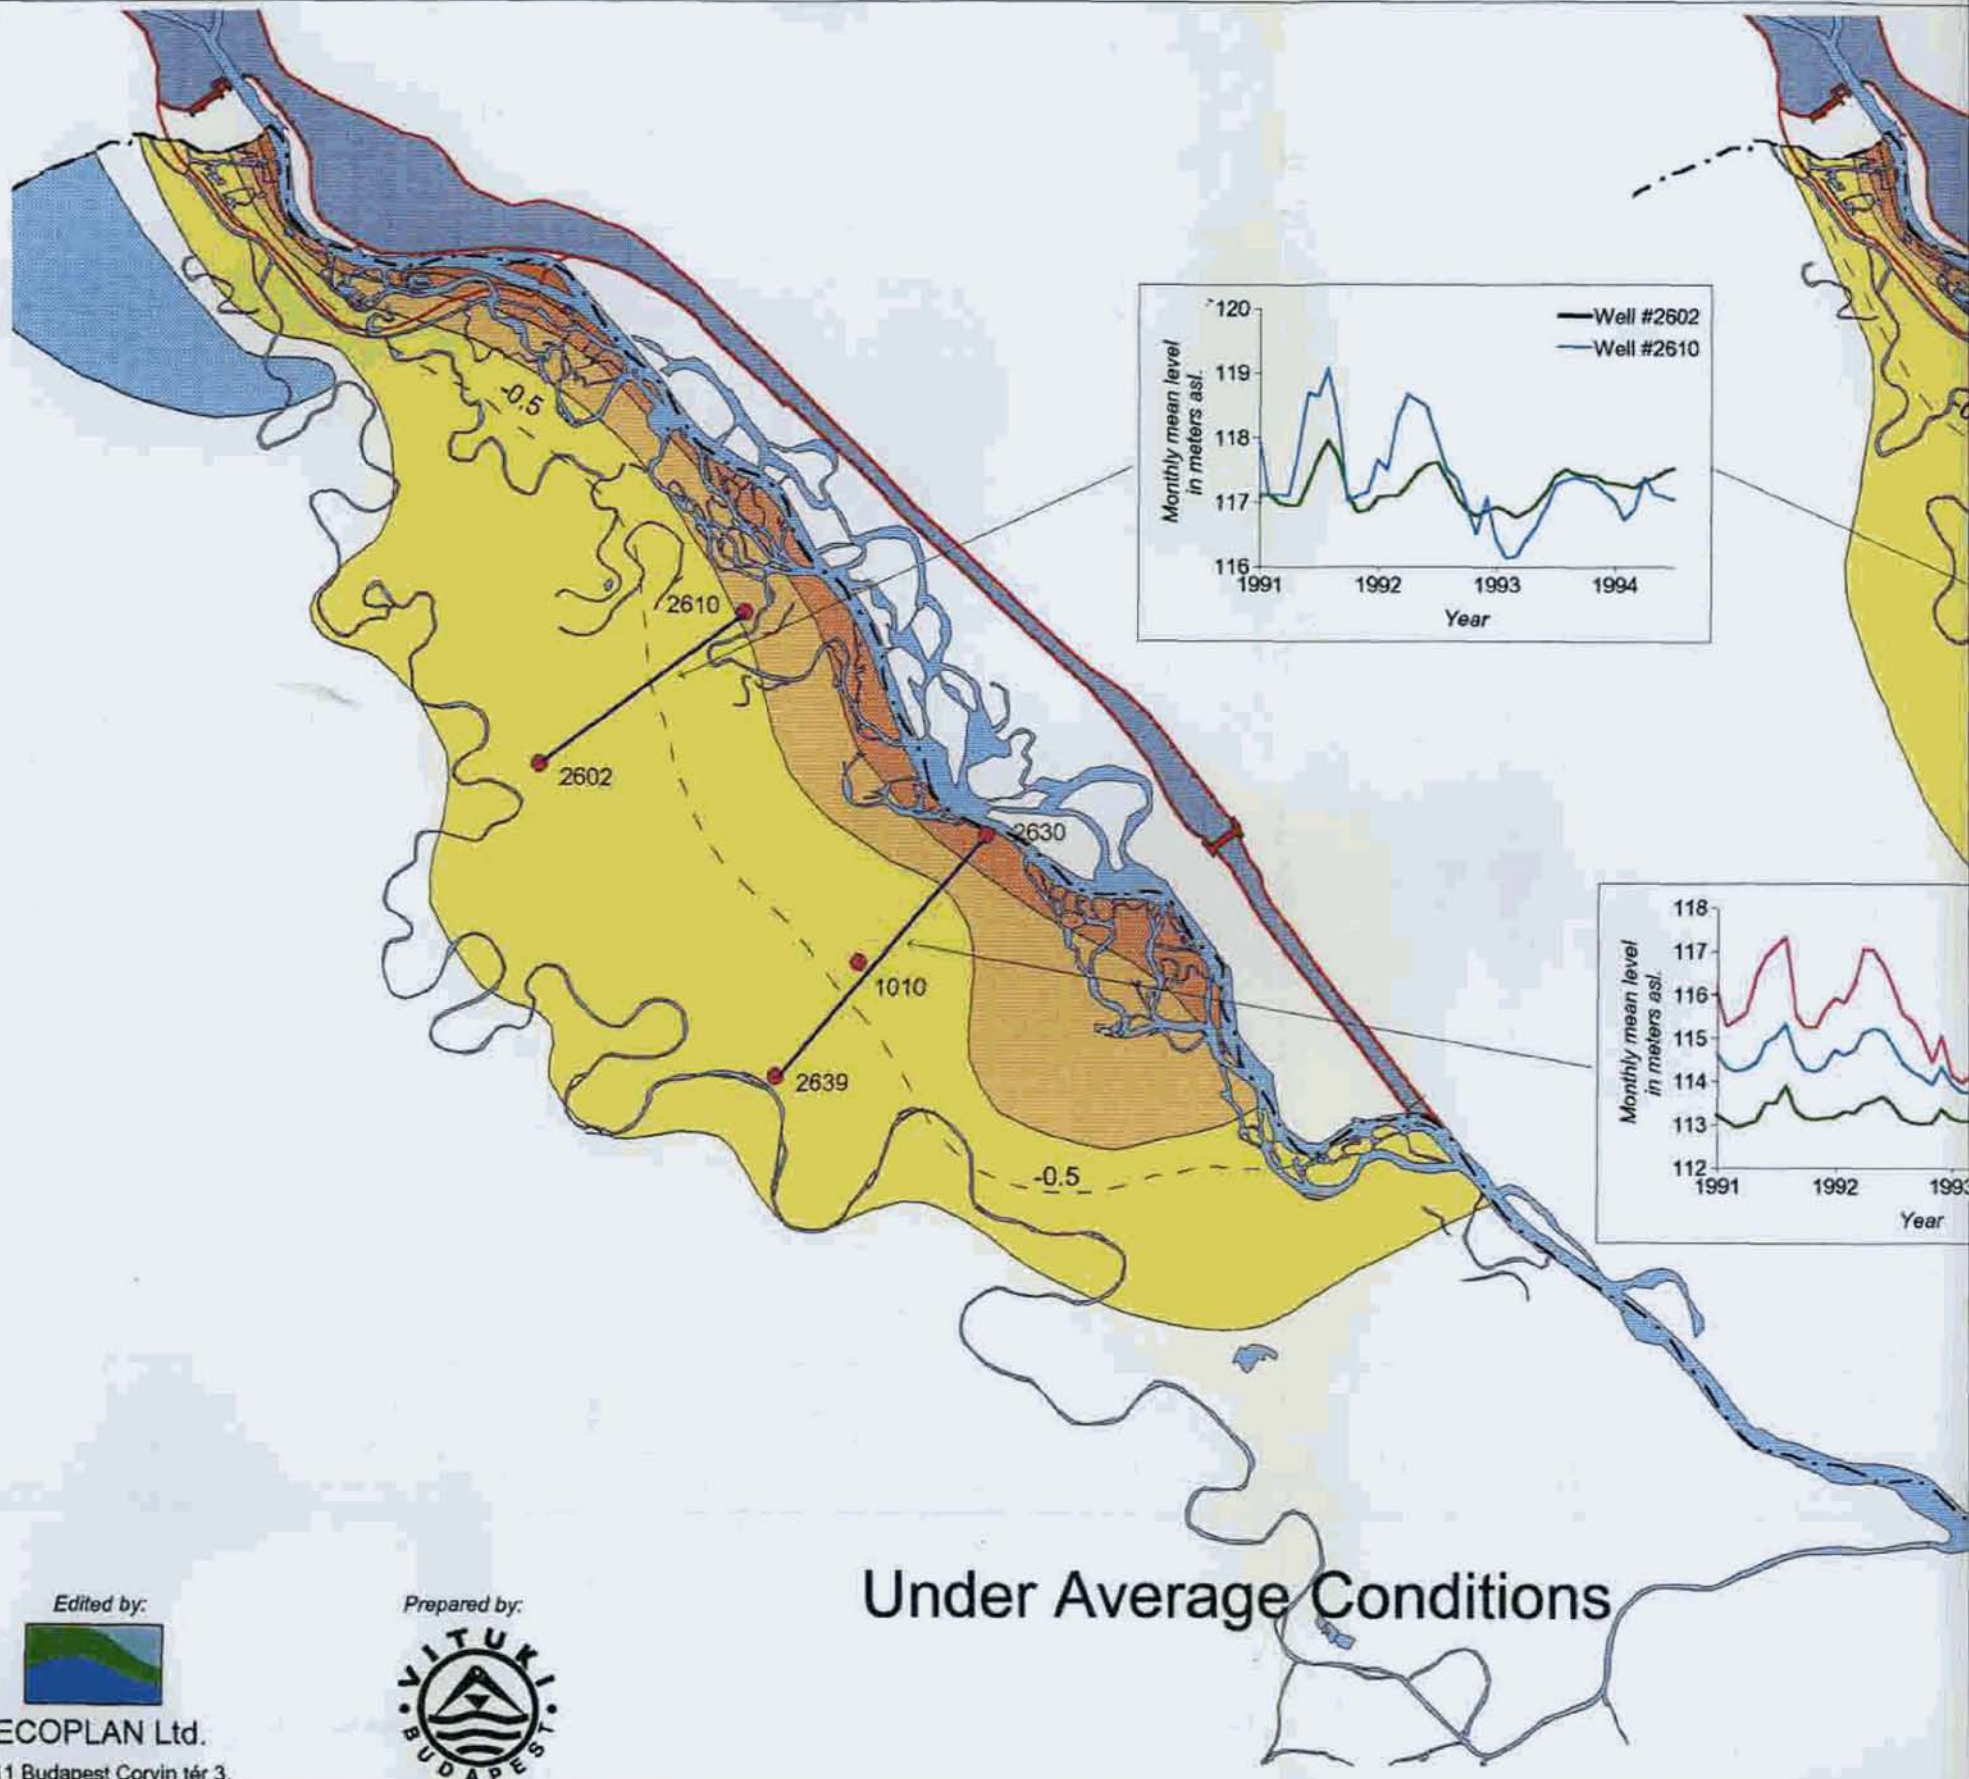 -0.5
120
119
118
117
116
Monthly mean level
in meters asl.
Well #2602
Well #2610
1991 1992 1993 1994
Year
2610
2602
2630
1010
2639
-0.5
118
117
116
115
114
113
112
Monthly mean level
in meters asl.
1991 1992 1993
Year
Under Average Conditions
Edited by:
ECOPLAN Ltd.
11 Budapest Corvin tér 3.
Prepared by:
VITUKI
BUDAPEST